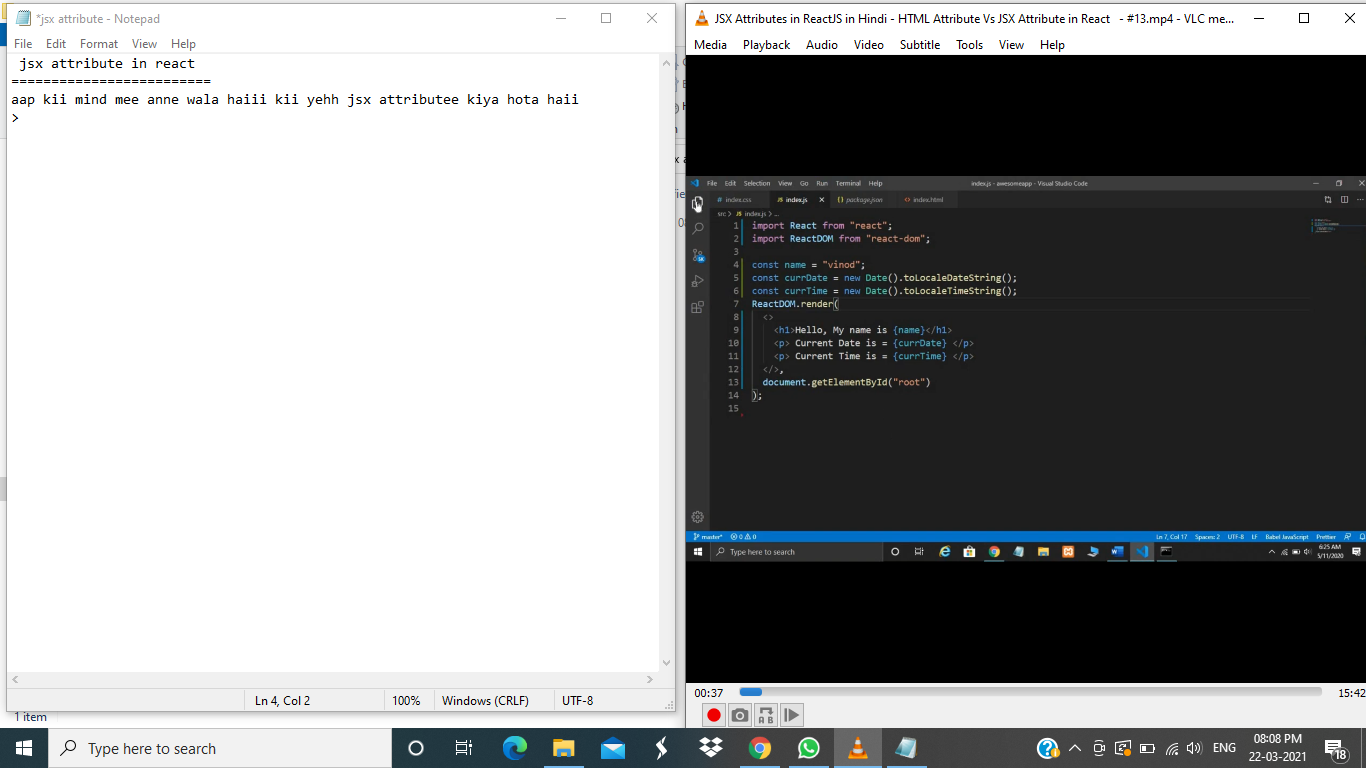 *jsx attribute - Notepad
File Edit Format View Help
jsx attribute in react
=========================
aap kii mind mee anne wala haiii kii yehh jsx attributee kiya hota haii
>
Ln 4, Col 2 100% Windows (CRLF) UTF-8
1 item
JSX Attributes in ReactJS in Hindi - HTML Attribute Vs JSX Attribute in React - #13.mp4 - VLC me...
Media Playback Audio Video Subtitle Tools View Help
File Edit Selection View Go Run Terminal Help index.js - awesomeapp - Visual Studio Code
# index.css JS index.js {} package.json <> index.html
src > JS index.js > ...
1 import React from "react";
2 import ReactDOM from "react-dom";
3
4 const name = "vinod";
5 const currDate = new Date().toLocaleDateString();
6 const currTime = new Date().toLocaleTimeString();
7 ReactDOM.render(
8 <>
9 <h1>Hello, My name is {name}</h1>
10 <p> Current Date is = {currDate} </p>
11 <p> Current Time is = {currTime} </p>
12 </>,
13 document.getElementById("root")
14 );
15
master* 0 0 Ln 7, Col 17 Spaces: 2 UTF-8 LF Babel JavaScript Prettier
Type here to search 6:25 AM
5/11/2020
00:37 15:42
A B
Type here to search ENG 08:08 PM
22-03-2021 18